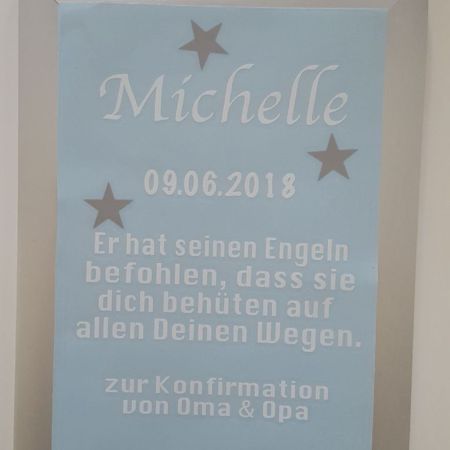 Michelle
09.06.2018
Er hat seinen Engeln
befohlen, dass sie
dich behüten auf
allen Deinen Wegen.
zur Konfirmation
von Oma & Opa